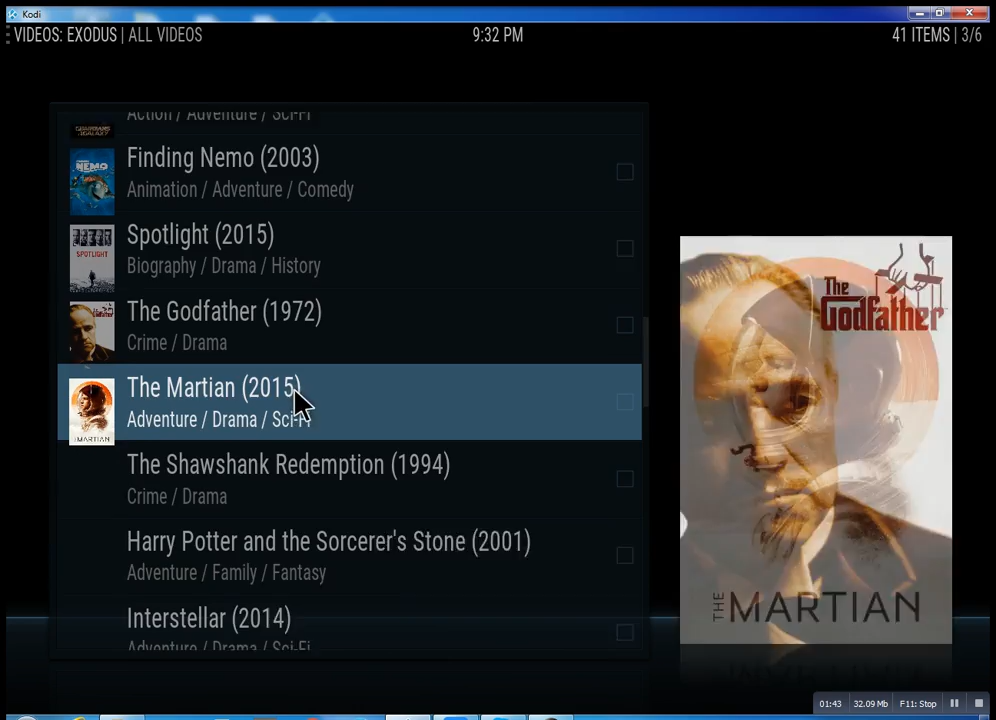 Kodi
VIDEOS: EXODUS | ALL VIDEOS
9:32 PM
41 ITEMS | 3/6
Action / Adventure / Sci-Fi
Finding Nemo (2003)
Animation / Adventure / Comedy
NEMO
Spotlight (2015)
Biography / Drama / History
SPOTLIGHT
The Godfather (1972)
Crime / Drama
The Martian (2015)
Adventure / Drama / Sci-Fi
MARTIAN
The Shawshank Redemption (1994)
Crime / Drama
Harry Potter and the Sorcerer's Stone (2001)
Adventure / Family / Fantasy
Interstellar (2014)
Adventure / Drama / Sci-Fi
The
Godfather
THE MARTIAN
01:43
32.09 Mb
F11: Stop